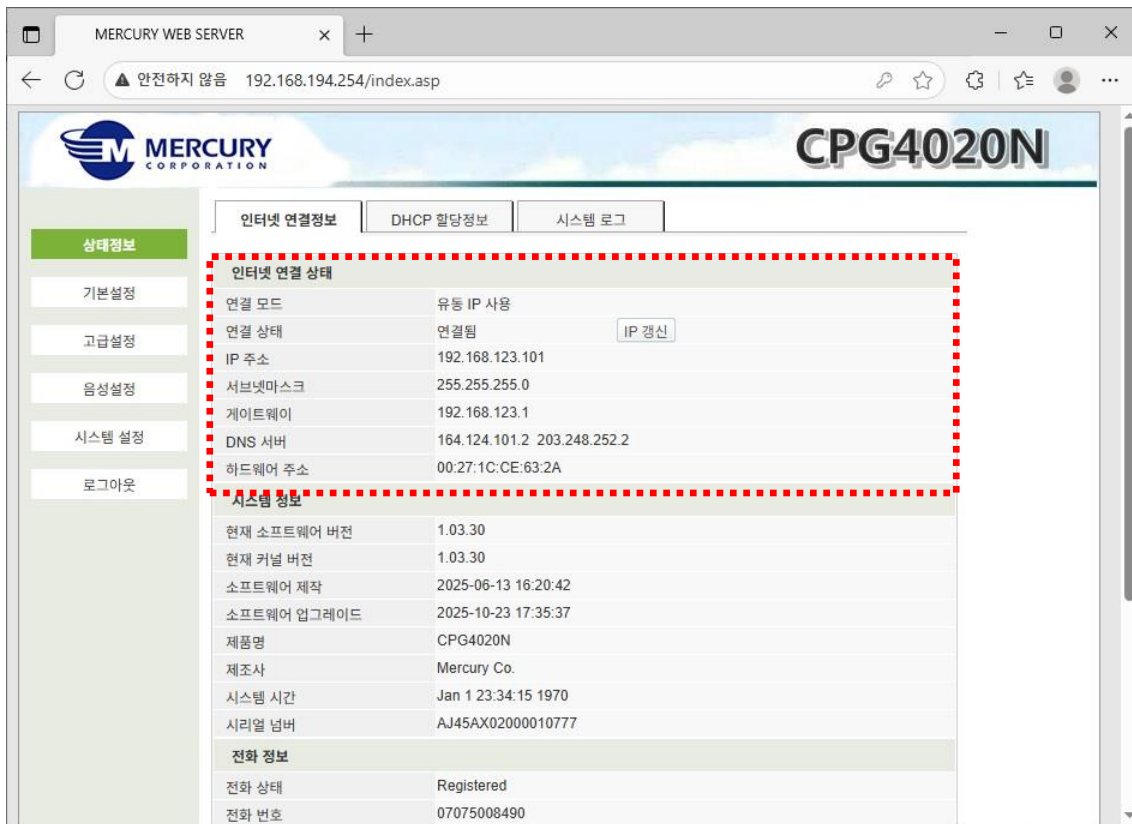 MERCURY WEB SERVER
안전하지 않음 192.168.194.254/index.asp
MERCURY
CORPORATION
CPG4020N
인터넷 연결정보 DHCP 할당정보 시스템 로그
상태정보
기본설정
고급설정
음성설정
시스템 설정
로그아웃
인터넷 연결 상태
연결 모드 유동 IP 사용
연결 상태 연결됨 IP 갱신
IP 주소 192.168.123.101
서브넷마스크 255.255.255.0
게이트웨이 192.168.123.1
DNS 서버 164.124.101.2 203.248.252.2
하드웨어 주소 00:27:1C:CE:63:2A
시스템 정보
현재 소프트웨어 버전 1.03.30
현재 커널 버전 1.03.30
소프트웨어 제작 2025-06-13 16:20:42
소프트웨어 업그레이드 2025-10-23 17:35:37
제품명 CPG4020N
제조사 Mercury Co.
시스템 시간 Jan 1 23:34:15 1970
시리얼 넘버 AJ45AX02000010777
전화 정보
전화 상태 Registered
전화 번호 07075008490